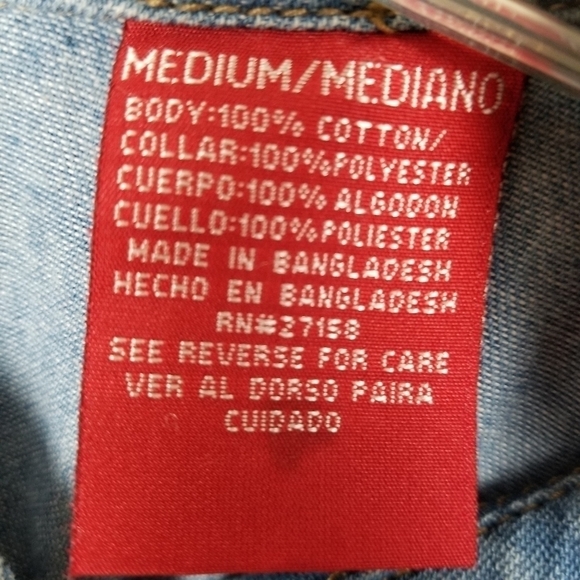 MEDIUM/MEDIANO
BODY:100% COTTON/
COLLAR:100%POLYESTER
CUERPO:100% ALGODON
CUELLO:100%POLIESTER
MADE IN BANGLADESH
HECHO EN BANGLADESH
RN#27158
SEE REVERSE FOR CARE
VER AL DORSO PAIRA
CUIDADO